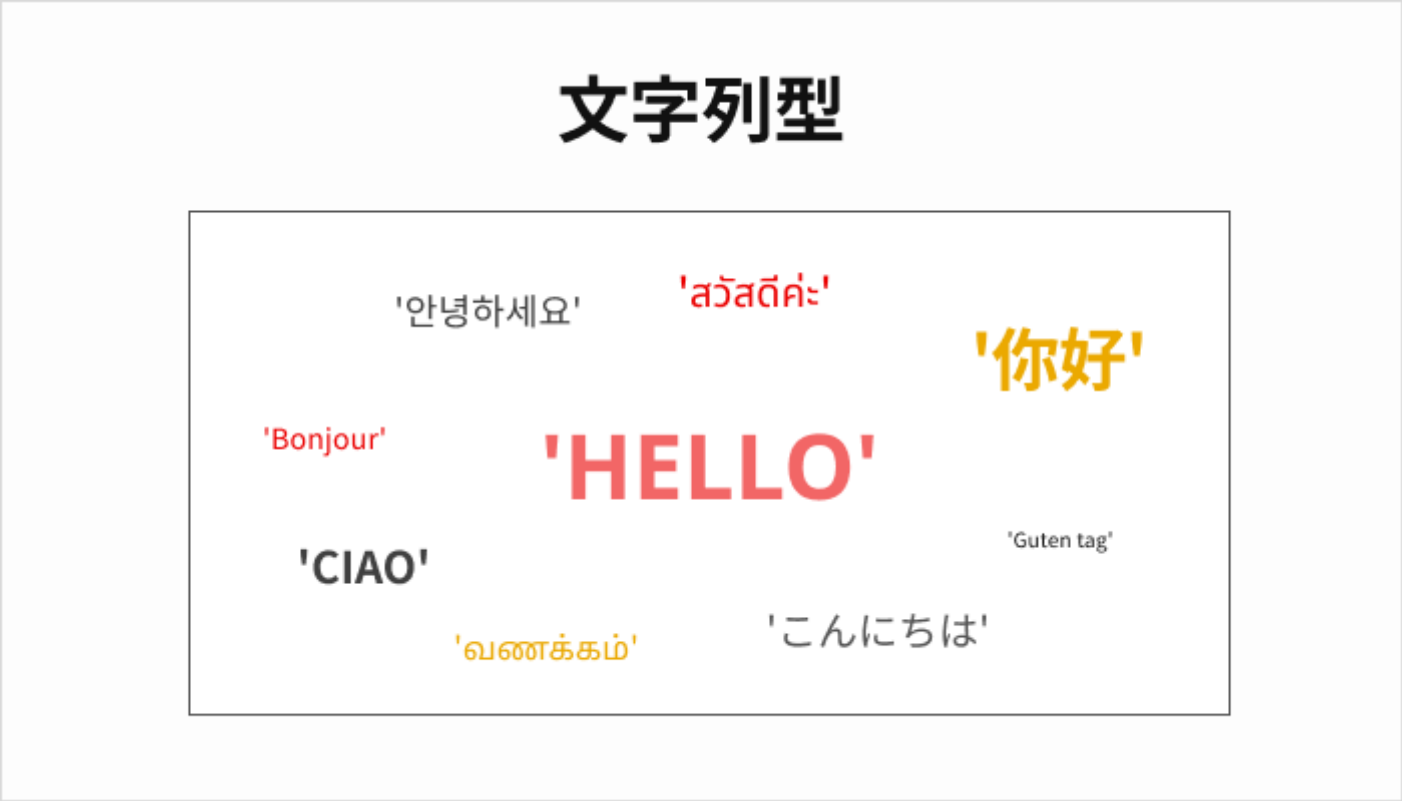 文字列型
'안녕하세요'
'สวัสดีค่ะ'
'你好'
'Bonjour'
'HELLO'
'CIAO'
'Guten tag'
'வணக்கம்'
'こんにちは'